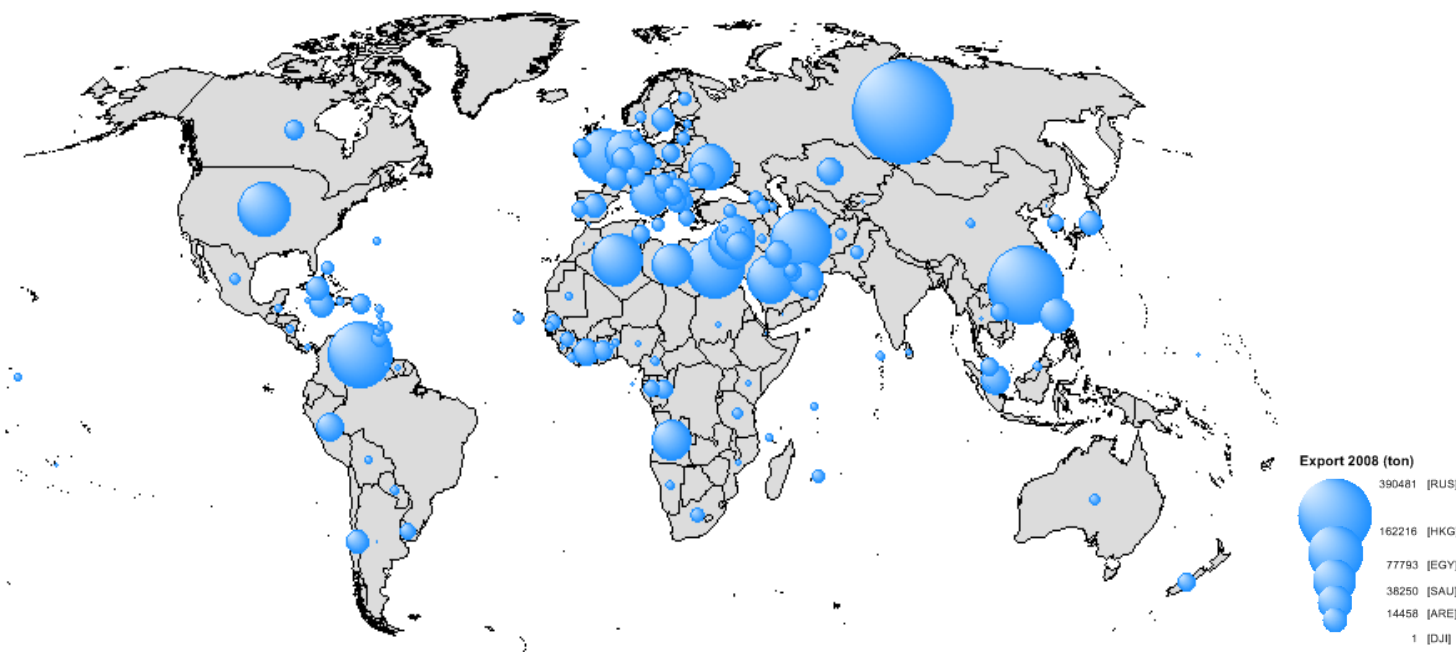 Export 2008 (ton)
390481 [RUS]
162216 [HKG
77793 [EGY]
38250 [SAU]
14458 [ARE]
1 [DJI]